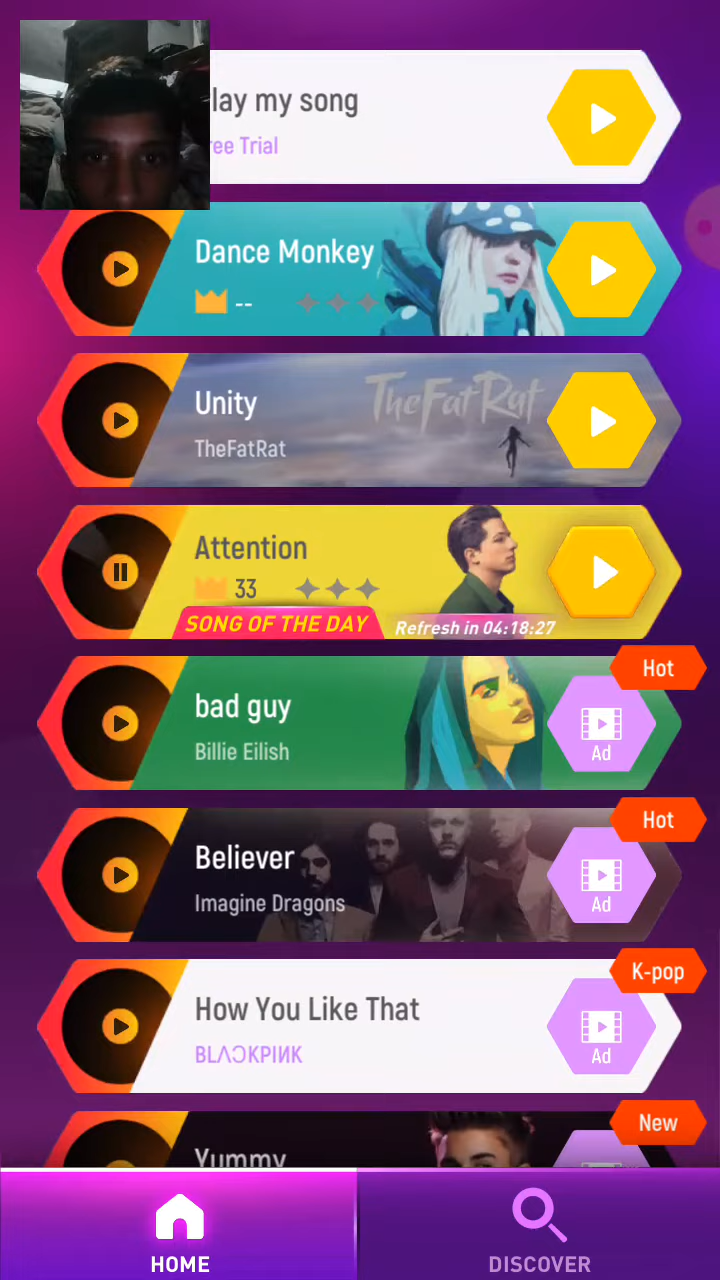 lay my song
ree Trial
Dance Monkey
--
Unity
TheFatRat
TheFatRat
Attention
33
SONG OF THE DAY
Refresh in 04:18:27
Hot
bad guy
Billie Eilish
Ad
Hot
Believer
Imagine Dragons
Ad
K-pop
How You Like That
BLΛƆKPIИK
Ad
New
Yummy
HOME
DISCOVER